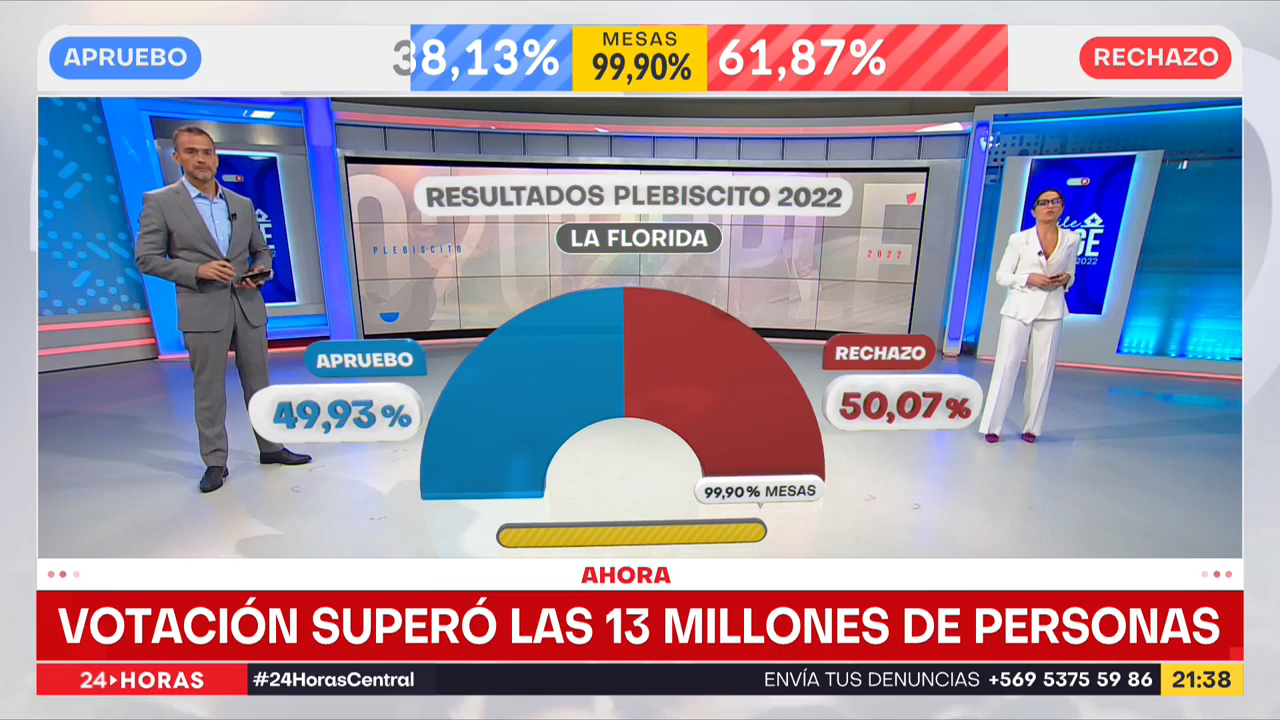 APRUEBO
38,13%
MESAS
99,90%
61,87%
RECHAZO
RESULTADOS PLEBISCITO 2022
LA FLORIDA
PLEBISCITO
2022
2022
APRUEBO
49,93%
RECHAZO
50,07%
99,90% MESAS
AHORA
VOTACIÓN SUPERÓ LAS 13 MILLONES DE PERSONAS
24 HORAS
#24HorasCentral
ENVÍA TUS DENUNCIAS +569 5375 59 86
21:38